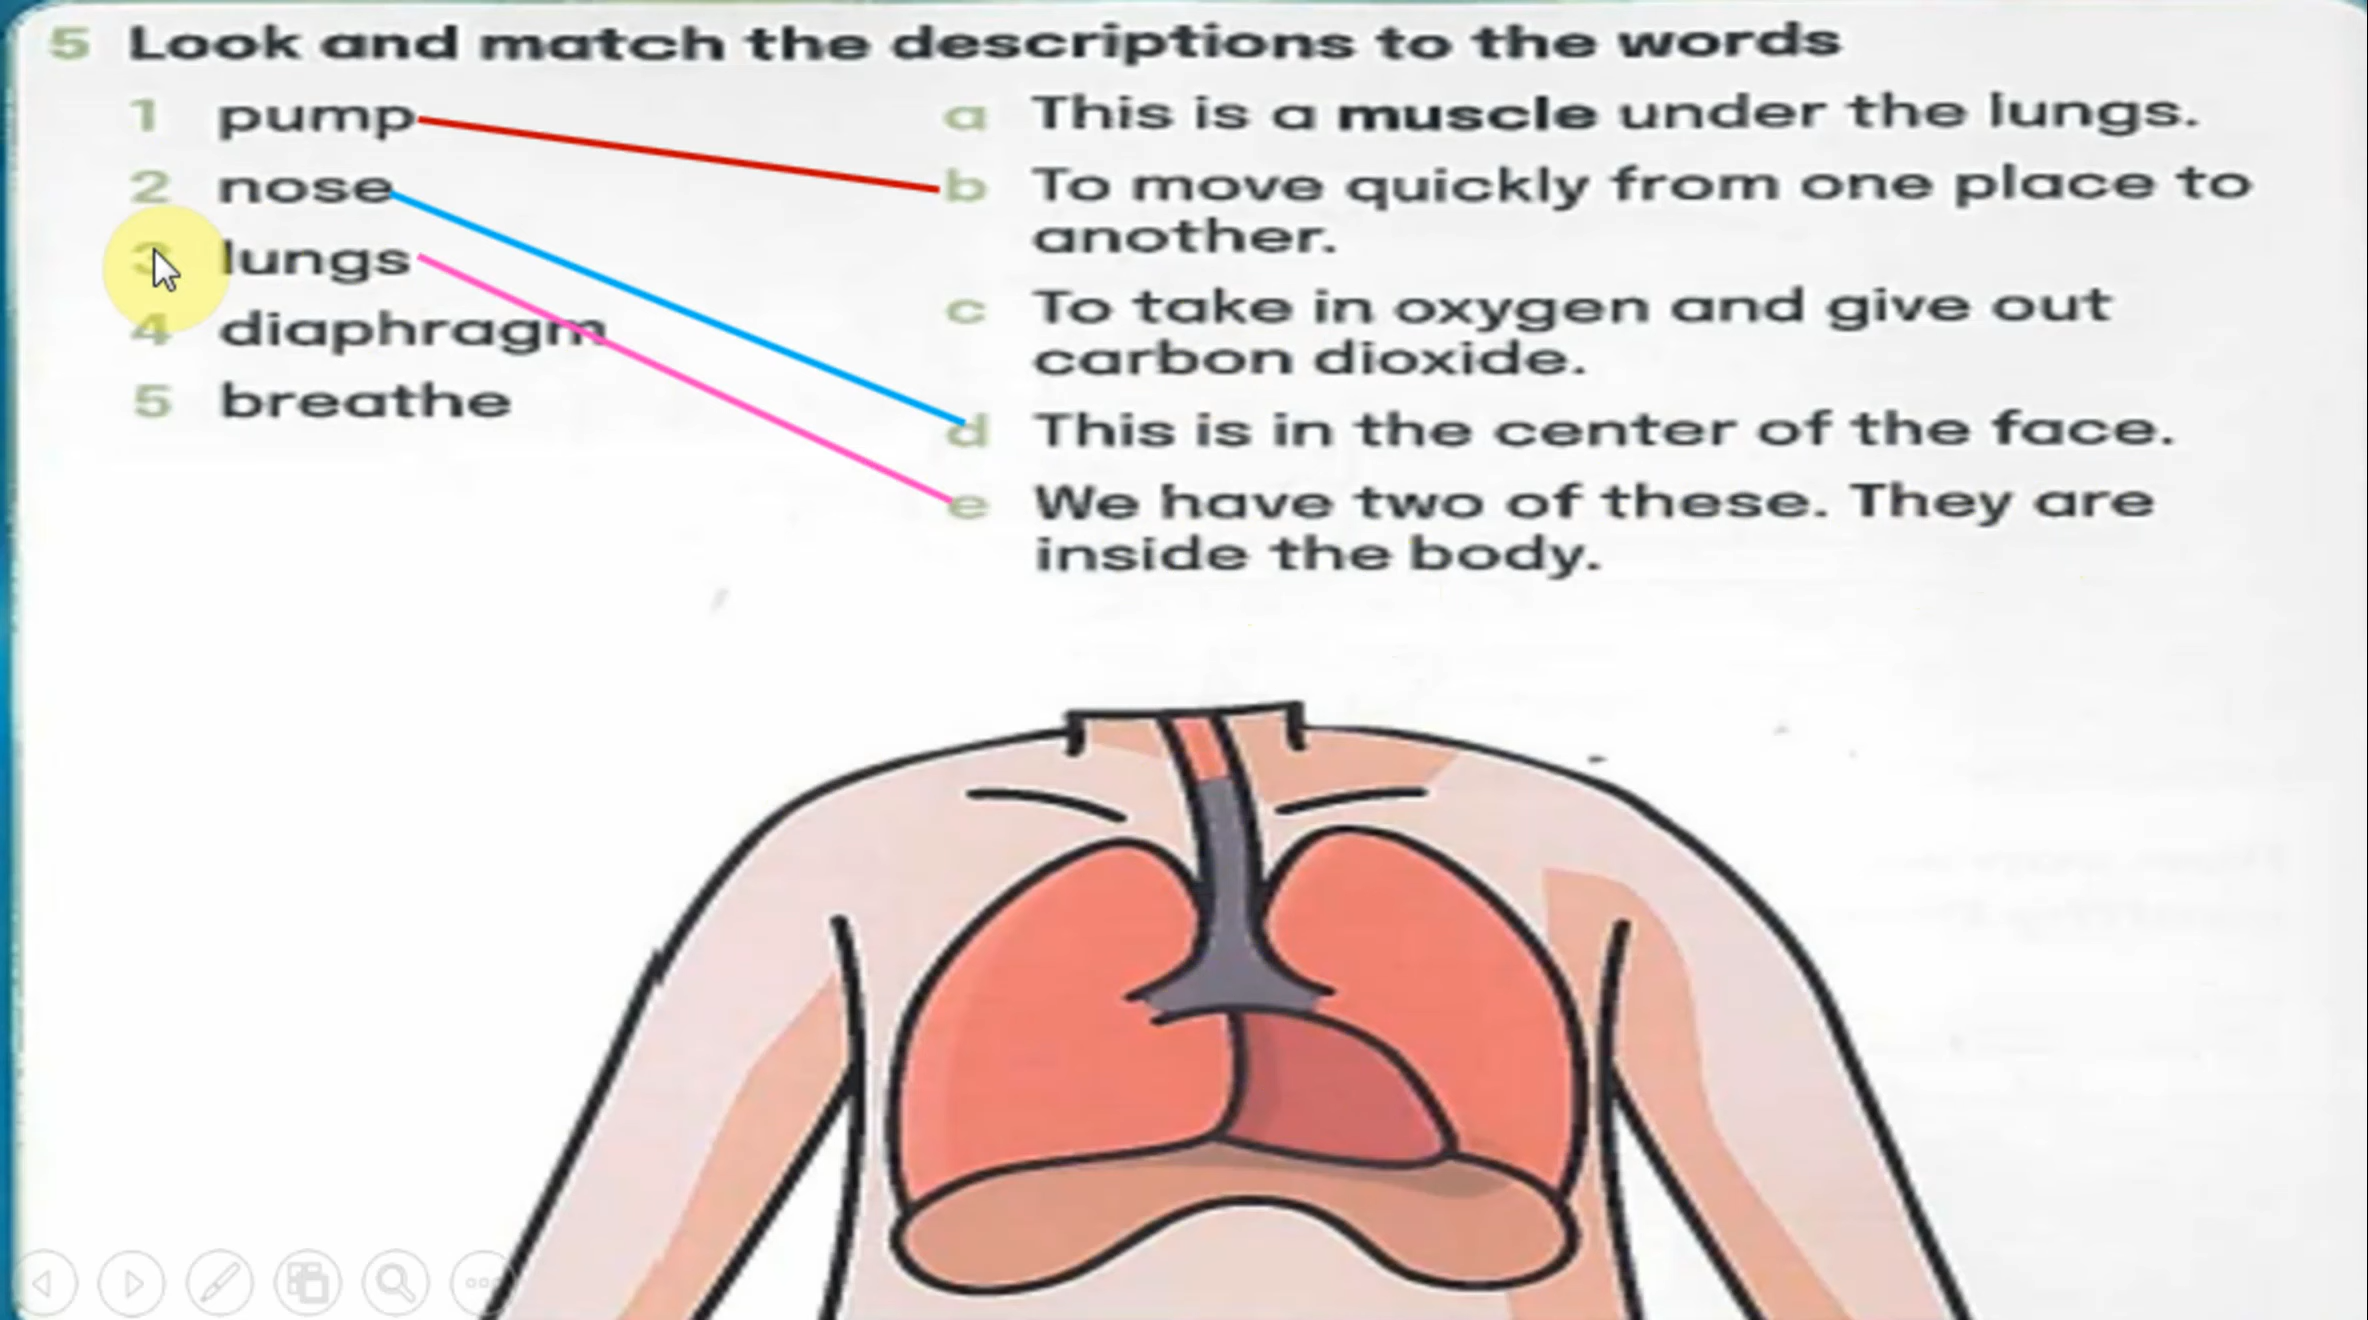 5 Look and match the descriptions to the words
1 pump
2 nose
3 lungs
4 diaphragm
5 breathe
a This is a muscle under the lungs.
b To move quickly from one place to
another.
c To take in oxygen and give out
carbon dioxide.
d This is in the center of the face.
e We have two of these. They are
inside the body.